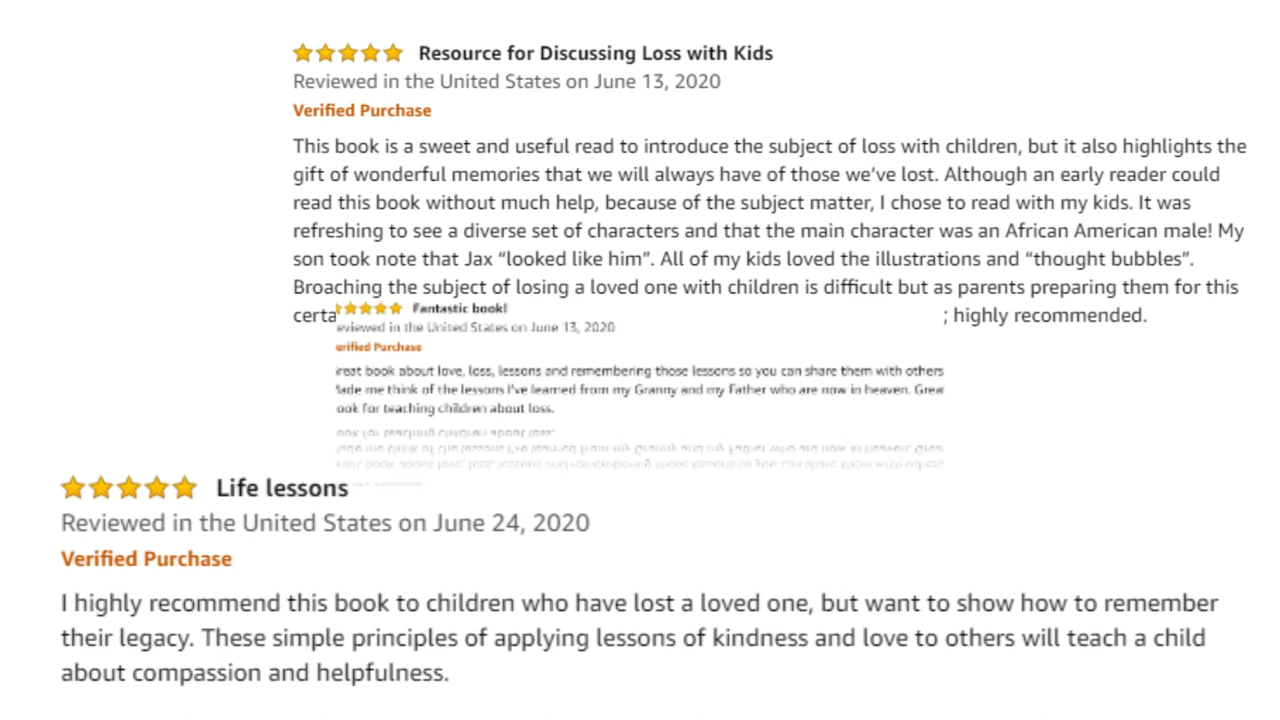 Resource for Discussing Loss with Kids
Reviewed in the United States on June 13, 2020
Verified Purchase
This book is a sweet and useful read to introduce the subject of loss with children, but it also highlights the
gift of wonderful memories that we will always have of those we’ve lost. Although an early reader could
read this book without much help, because of the subject matter, I chose to read with my kids. It was
refreshing to see a diverse set of characters and that the main character was an African American male! My
son took note that Jax “looked like him”. All of my kids loved the illustrations and “thought bubbles”.
Broaching the subject of losing a loved one with children is difficult but as parents preparing them for this
certa ; highly recommended.
Fantastic book!
eviewed in the United States on June 13, 2020
erified Purchase
reat book about love, loss, lessons and remembering those lessons so you can share them with others
ade me think of the lessons I've learned from my Granny and my Father who are now in heaven. Grea
ook for teaching children about loss.
Life lessons
Reviewed in the United States on June 24, 2020
Verified Purchase
I highly recommend this book to children who have lost a loved one, but want to show how to remember
their legacy. These simple principles of applying lessons of kindness and love to others will teach a child
about compassion and helpfulness.